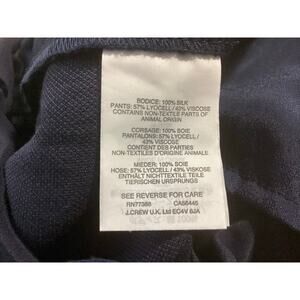 BODICE: 100% SILK
PANTS: 57% LYOCELL / 43% VISCOSE
CONTAINS NON-TEXTILE PARTS OF
ANIMAL ORIGIN
CORSAGE: 100% SOIE
PANTALONS: 57% LYOCELL /
43% VISCOSE
CONTIENT DES PARTIES
NON-TEXTILES D'ORIGINE ANIMALE
MIEDER: 100% SOIE
HOSE: 57% LYOCELL / 43% VISKOSE
ENTHÄLT NICHTTEXTILE TEILE
TIERISCHEN URSPRUNGS
SEE REVERSE FOR CARE
RN77388 CA56445
J.CREW U.K. Ltd EC4V 6JA